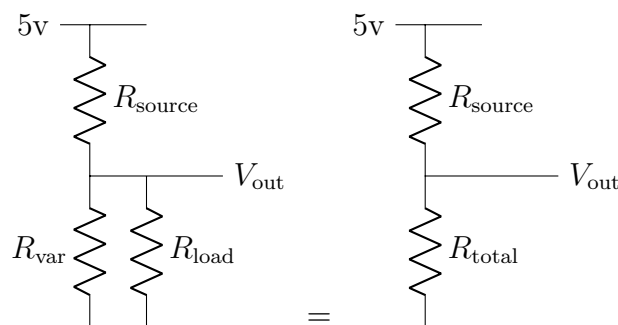 5v 5v
R_source R_source
V_out V_out
R_var R_load R_total
=